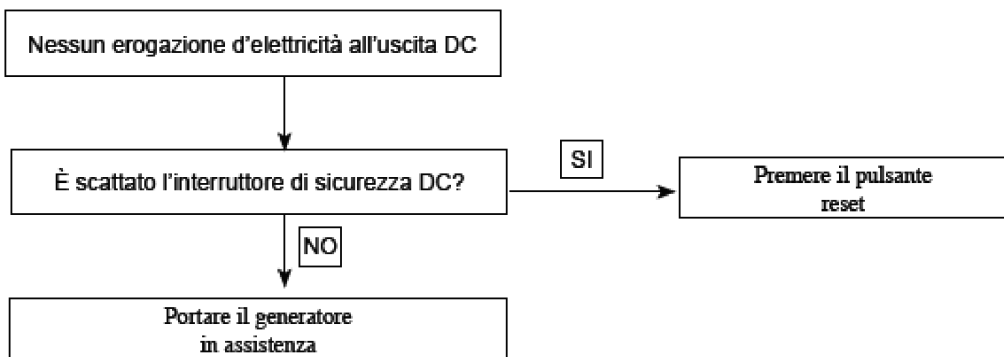 Nessun erogazione d'elettricità all'uscita DC
È scattato l'interruttore di sicurezza DC?
SI
Premere il pulsante
reset
NO
Portare il generatore
in assistenza